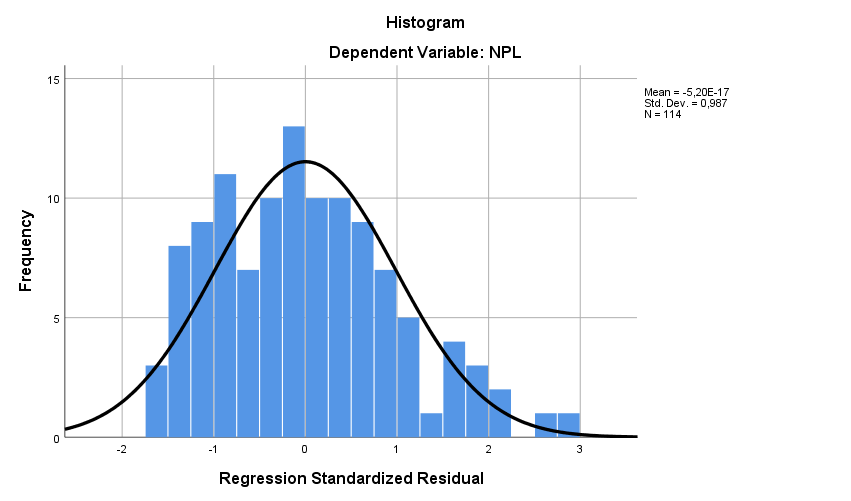 Histogram
Dependent Variable: NPL
Mean = -5,20E-17
Std. Dev. = 0,987
N = 114
Frequency
15
10
5
0
-2 -1 0 1 2 3
Regression Standardized Residual